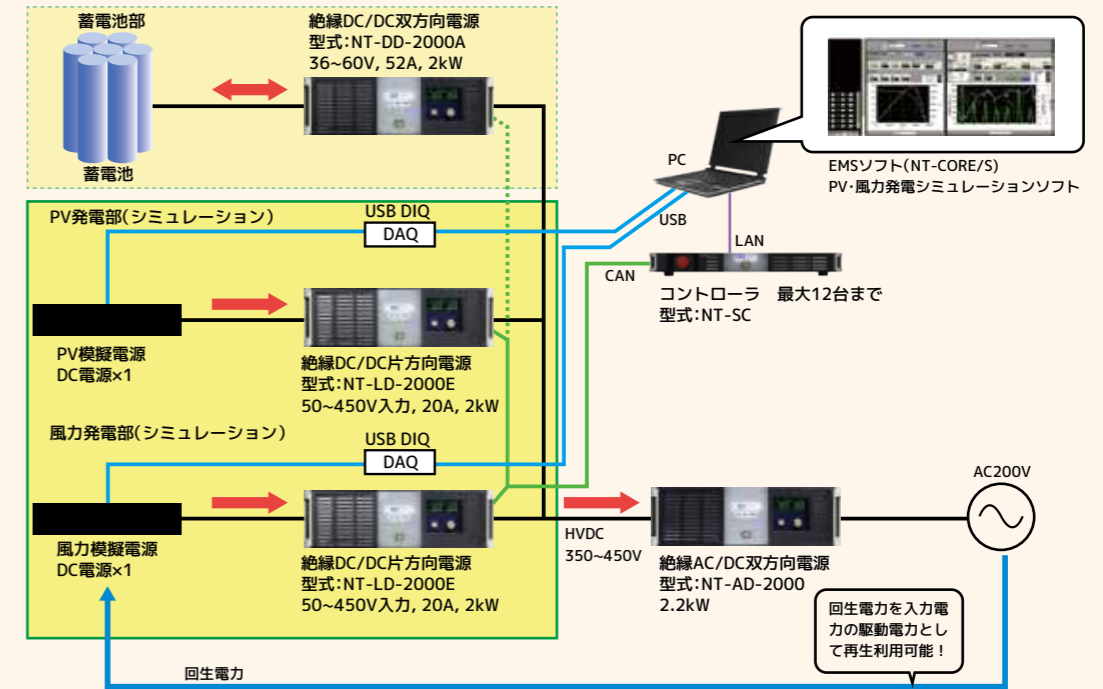 蓄電池部
蓄電池
絶縁DC/DC双方向電源
型式：NT-DD-2000A
36~60V, 52A, 2kW
PC
USB
LAN
CAN
EMSソフト（NT-CORE/S）
PV・風力発電シミュレーションソフト
コントローラ　最大12台まで
型式：NT-SC
PV発電部（シミュレーション）
USB DIQ
DAQ
PV模擬電源
DC電源×1
絶縁DC/DC片方向電源
型式：NT-LD-2000E
50~450V入力, 20A, 2kW
風力発電部（シミュレーション）
USB DIQ
DAQ
風力模擬電源
DC電源×1
絶縁DC/DC片方向電源
型式：NT-LD-2000E
50~450V入力, 20A, 2kW
HVDC
350~450V
絶縁AC/DC双方向電源
型式：NT-AD-2000
2.2kW
AC200V
回生電力を入力電
力の駆動電力とし
て再生利用可能！
回生電力